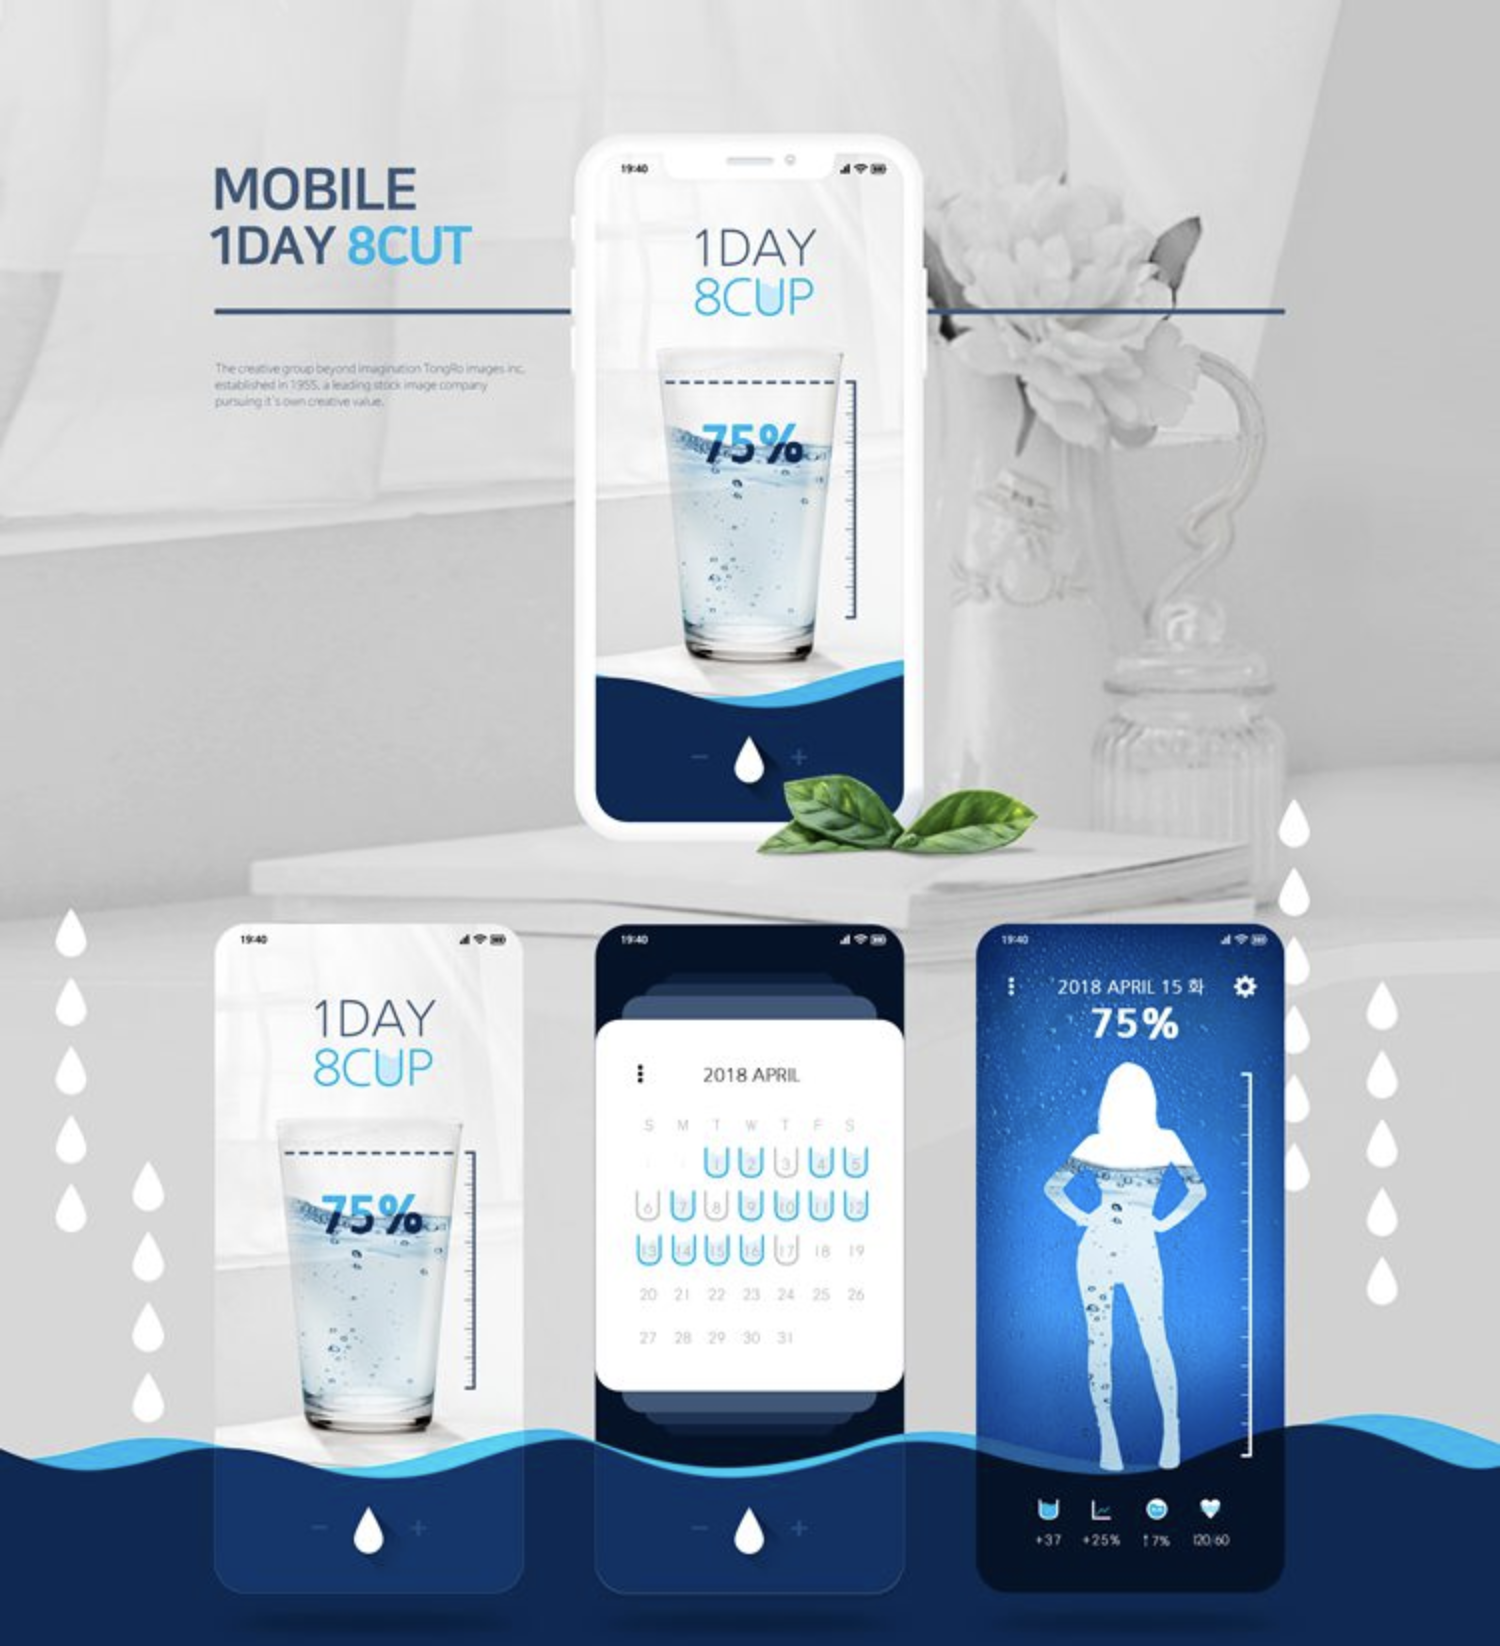 MOBILE
1DAY 8CUT
The creative group beyond imagination TongRo images inc.
established in 1955, a leading stock image company
pursuing it`s own creative value.
19:40
1DAY
8CUP
75%
19:40
1DAY
8CUP
75%
19:40
2018 APRIL
S M T W T F S
1 2 3 4 5
6 7 8 9 10 11 12
13 14 15 16 17 18 19
20 21 22 23 24 25 26
27 28 29 30 31
19:40
2018 APRIL 15 화
75%
+37 +25% ↑7% 120/60